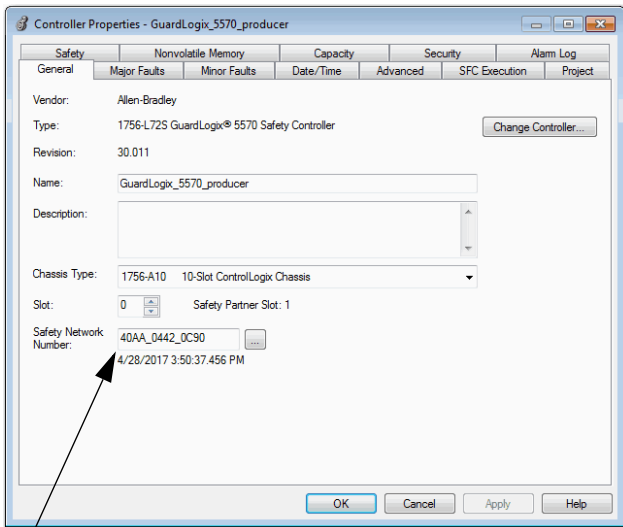 Controller Properties - GuardLogix_5570_producer
Safety Nonvolatile Memory Capacity Security Alarm Log
General Major Faults Minor Faults Date/Time Advanced SFC Execution Project
Vendor: Allen-Bradley
Type: 1756-L72S GuardLogix® 5570 Safety Controller Change Controller...
Revision: 30.011
Name: GuardLogix_5570_producer
Description:
Chassis Type: 1756-A10 10-Slot ControlLogix Chassis
Slot: 0 Safety Partner Slot: 1
Safety Network
Number: 40AA_0442_0C90 ...
4/28/2017 3:50:37.456 PM
OK Cancel Apply Help